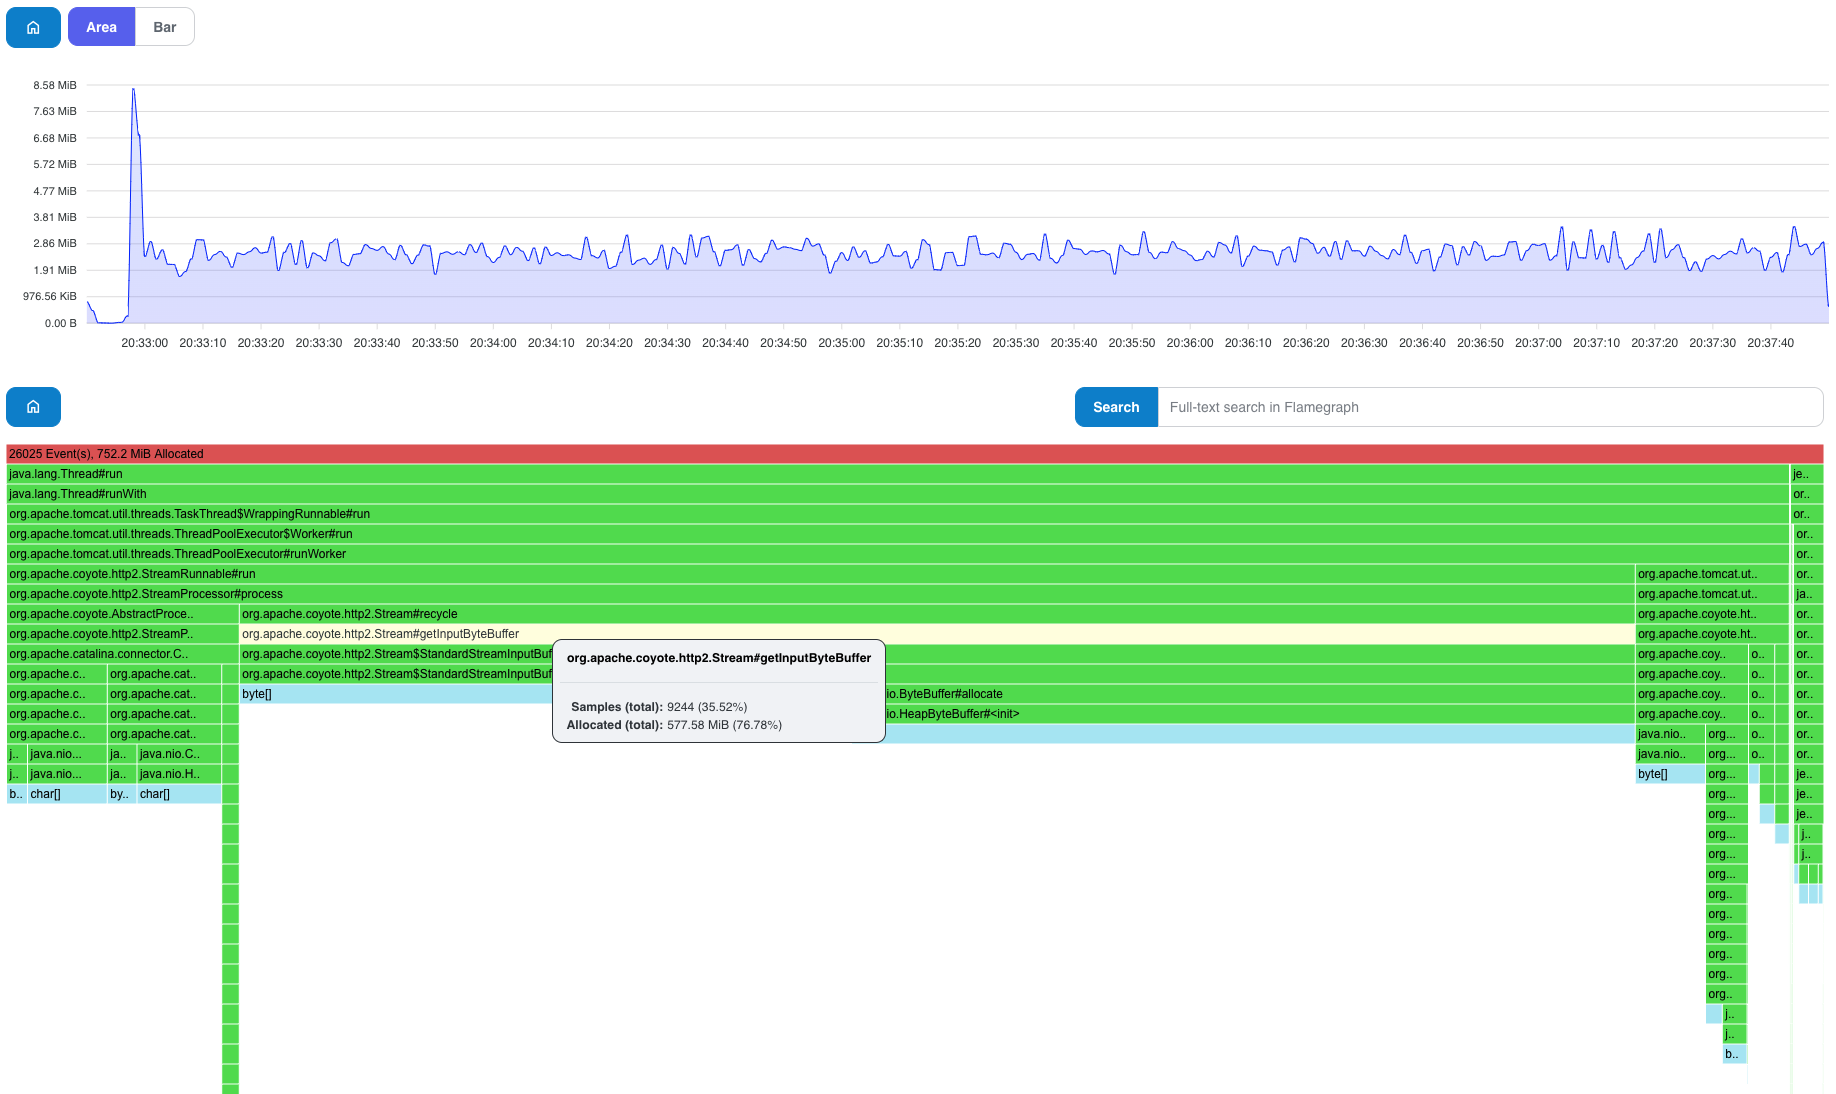 Area Bar
8.58 MiB
7.63 MiB
6.68 MiB
5.72 MiB
4.77 MiB
3.81 MiB
2.86 MiB
1.91 MiB
976.56 KiB
0.00 B
20:33:00 20:33:10 20:33:20 20:33:30 20:33:40 20:33:50 20:34:00 20:34:10 20:34:20 20:34:30 20:34:40 20:34:50 20:35:00 20:35:10 20:35:20 20:35:30 20:35:40 20:35:50 20:36:00 20:36:10 20:36:20 20:36:30 20:36:40 20:36:50 20:37:00 20:37:10 20:37:20 20:37:30 20:37:40
Search Full-text search in Flamegraph
26025 Event(s), 752.2 MiB Allocated
java.lang.Thread#run je..
java.lang.Thread#runWith or..
org.apache.tomcat.util.threads.TaskThread$WrappingRunnable#run or..
org.apache.tomcat.util.threads.ThreadPoolExecutor$Worker#run or..
org.apache.tomcat.util.threads.ThreadPoolExecutor#runWorker or..
org.apache.coyote.http2.StreamRunnable#run org.apache.tomcat.ut.. or..
org.apache.coyote.http2.StreamProcessor#process org.apache.tomcat.ut.. ja..
org.apache.coyote.AbstractProce.. org.apache.coyote.http2.Stream#recycle org.apache.coyote.ht.. or..
org.apache.coyote.http2.StreamP.. org.apache.coyote.http2.Stream#getInputByteBuffer org.apache.coyote.ht.. or..
org.apache.catalina.connector.C.. org.apache.coyote.http2.Stream$StandardStreamInputBuf org.apache.coy.. o.. or..
org.apache.c.. org.apache.cat.. org.apache.coyote.http2.Stream$StandardStreamInputBuf org.apache.coy.. o.. or..
org.apache.c.. org.apache.cat.. byte[] io.ByteBuffer#allocate org.apache.coy.. o.. or..
org.apache.c.. org.apache.cat.. io.HeapByteBuffer#<init> org.apache.coy.. o.. or..
org.apache.c.. org.apache.cat.. java.nio.. org... o.. or..
j.. java.nio... ja.. java.nio.C.. java.nio.. org... o.. or..
j.. java.nio... ja.. java.nio.H.. byte[] org... je..
b.. char[] by.. char[] org... je..
org... je..
org... j..
org... j..
org...
org..
org..
org..
org..
org..
org..
j..
j..
b..
org.apache.coyote.http2.Stream#getInputByteBuffer
Samples (total): 9244 (35.52%)
Allocated (total): 577.58 MiB (76.78%)